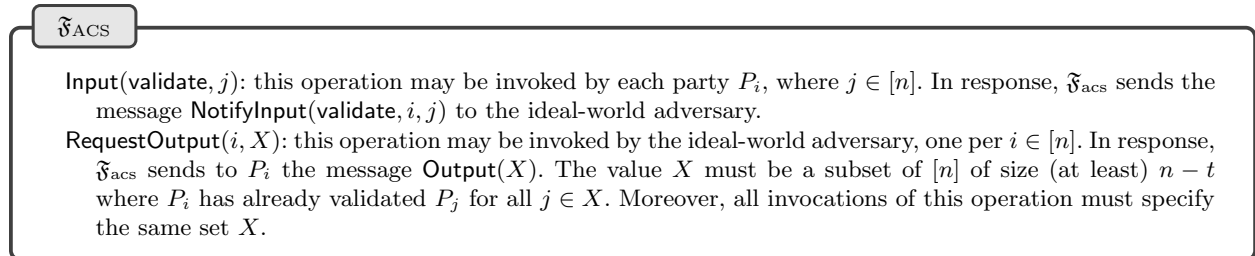 𝔉ACS
Input(validate, j): this operation may be invoked by each party Pᵢ, where j ∈ [n]. In response, 𝔉acs sends the
message NotifyInput(validate, i, j) to the ideal-world adversary.
RequestOutput(i, X): this operation may be invoked by the ideal-world adversary, one per i ∈ [n]. In response,
𝔉acs sends to Pᵢ the message Output(X). The value X must be a subset of [n] of size (at least) n − t
where Pᵢ has already validated Pⱼ for all j ∈ X. Moreover, all invocations of this operation must specify
the same set X.